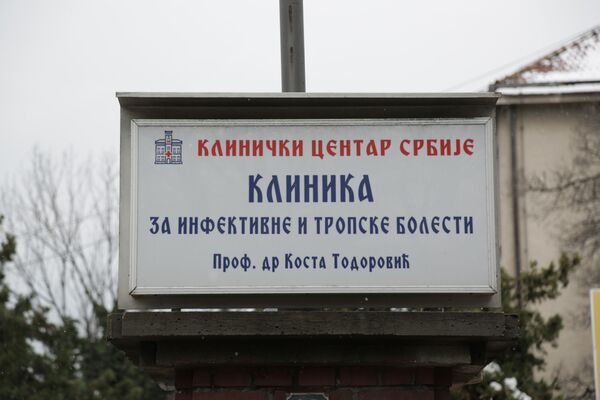 КЛИНИЧКИ ЦЕНТАР СРБИЈЕ
КЛИНИКА
ЗА ИНФЕКТИВНЕ И ТРОПСКЕ БОЛЕСТИ
Проф. др Коста Тодоровић